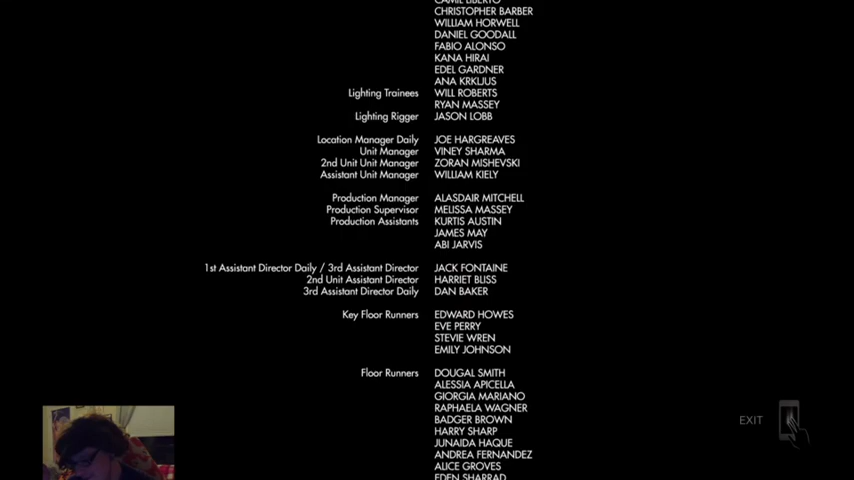 CHRISTOPHER BARBER
WILLIAM HORWELL
DANIEL GOODALL
FABIO ALONSO
KANA HIRAI
EDEL GARDNER
ANA KRKLJUS
Lighting Trainees WILL ROBERTS
RYAN MASSEY
Lighting Rigger JASON LOBB
Location Manager Daily JOE HARGREAVES
Unit Manager VINEY SHARMA
2nd Unit Unit Manager ZORAN MISHEVSKI
Assistant Unit Manager WILLIAM KIELY
Production Manager ALASDAIR MITCHELL
Production Supervisor MELISSA MASSEY
Production Assistants KURTIS AUSTIN
JAMES MAY
ABI JARVIS
1st Assistant Director Daily / 3rd Assistant Director JACK FONTAINE
2nd Unit Assistant Director HARRIET BLISS
3rd Assistant Director Daily DAN BAKER
Key Floor Runners EDWARD HOWES
EVE PERRY
STEVIE WREN
EMILY JOHNSON
Floor Runners DOUGAL SMITH
ALESSIA APICELLA
GIORGIA MARIANO
RAPHAELA WAGNER
BADGER BROWN
EXIT
HARRY SHARP
JUNAIDA HAQUE
ANDREA FERNANDEZ
ALICE GROVES
EDEN SHARRAD